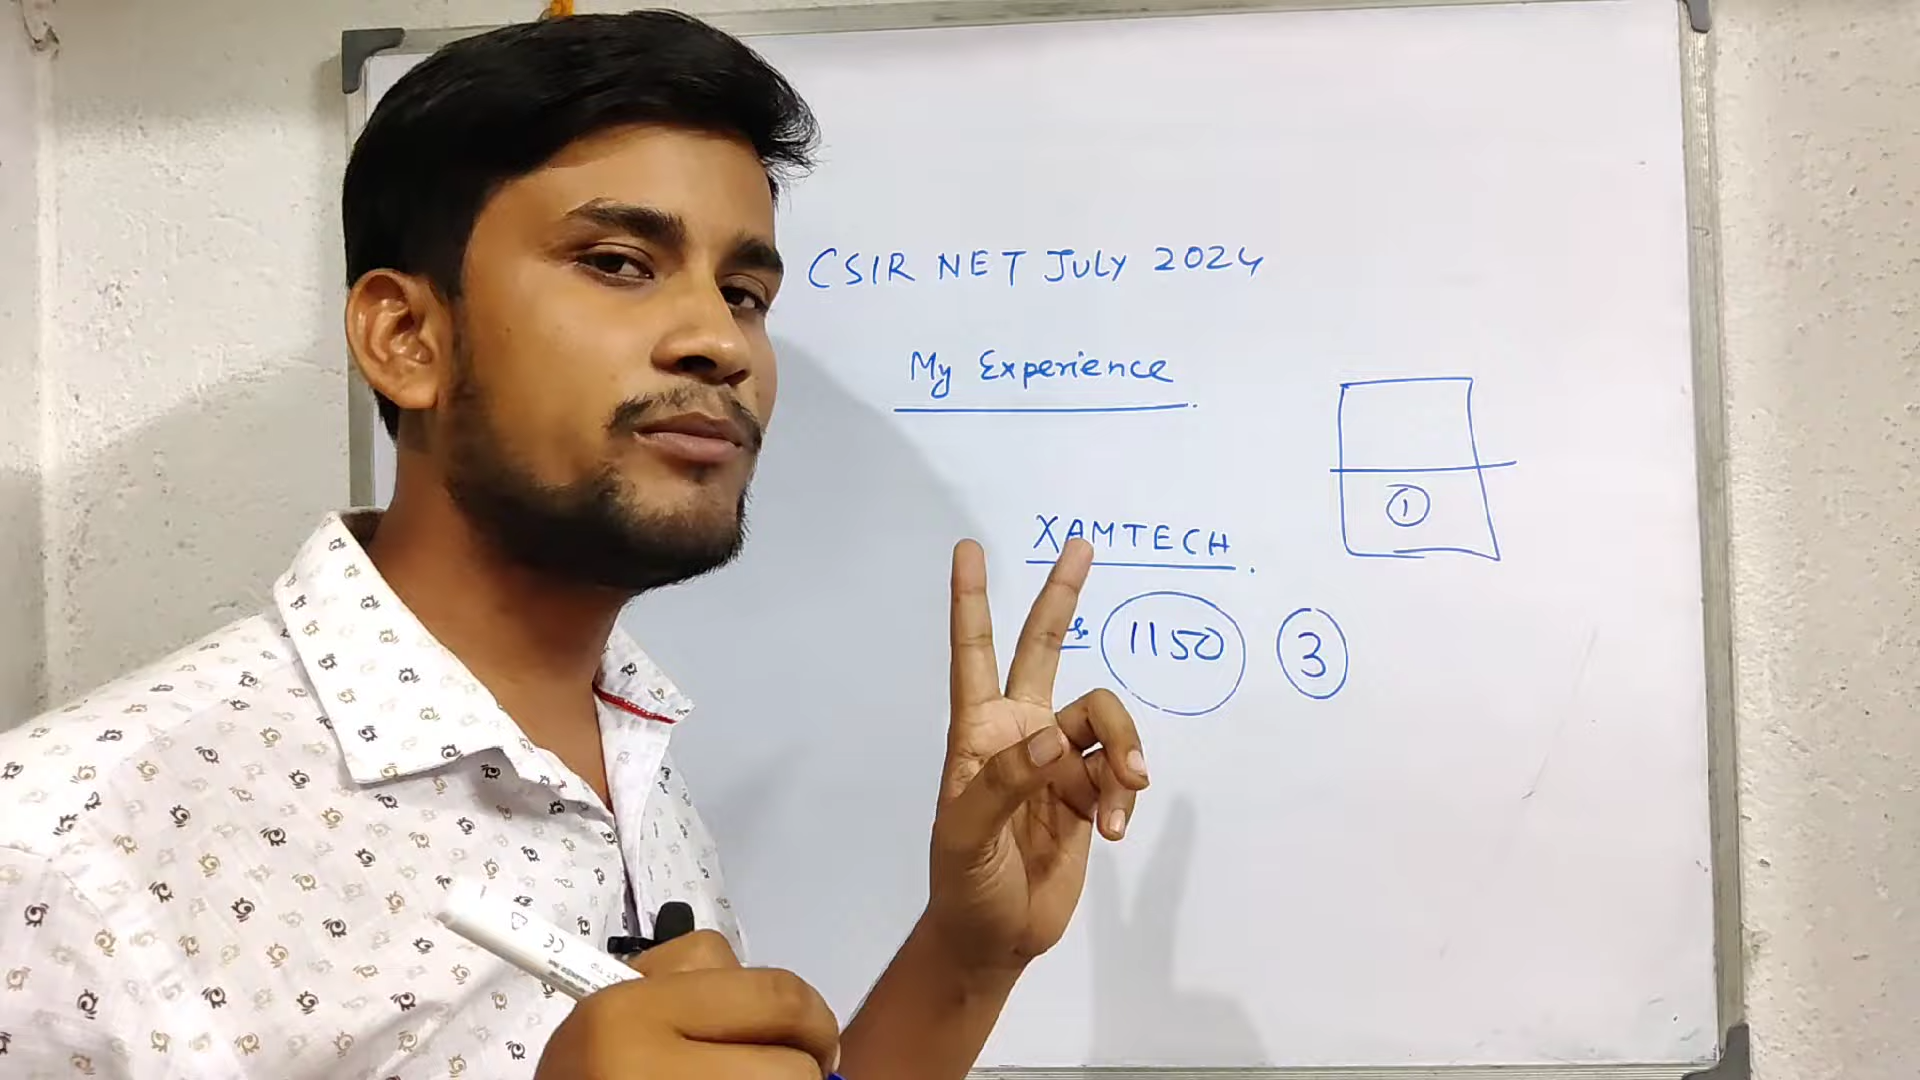 CSIR NET JULY 2024
My Experience
XAMTECH
1150 3
1